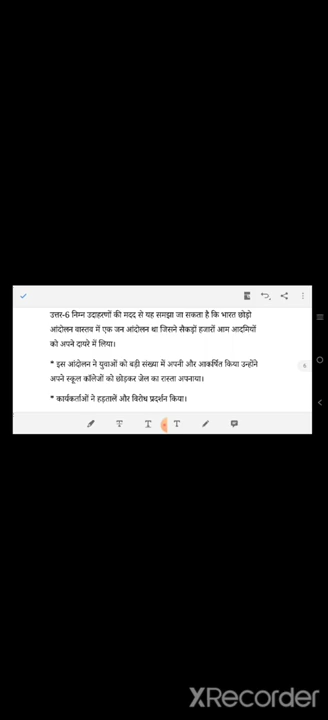 उत्तर-6 निम्न उदाहरणों की मदद से यह समझा जा सकता है कि भारत छोड़ो
आंदोलन वास्तव में एक जन आंदोलन था जिसने सैकड़ों हजारों आम आदमियों
को अपने दायरे में लिया।
* इस आंदोलन ने युवाओं को बड़ी संख्या में अपनी और आकर्षित किया उन्होंने
अपने स्कूल कॉलेजों को छोड़कर जेल का रास्ता अपनाया।
* कार्यकर्ताओं ने हड़तालें और विरोध प्रदर्शन किया।
XRecorder